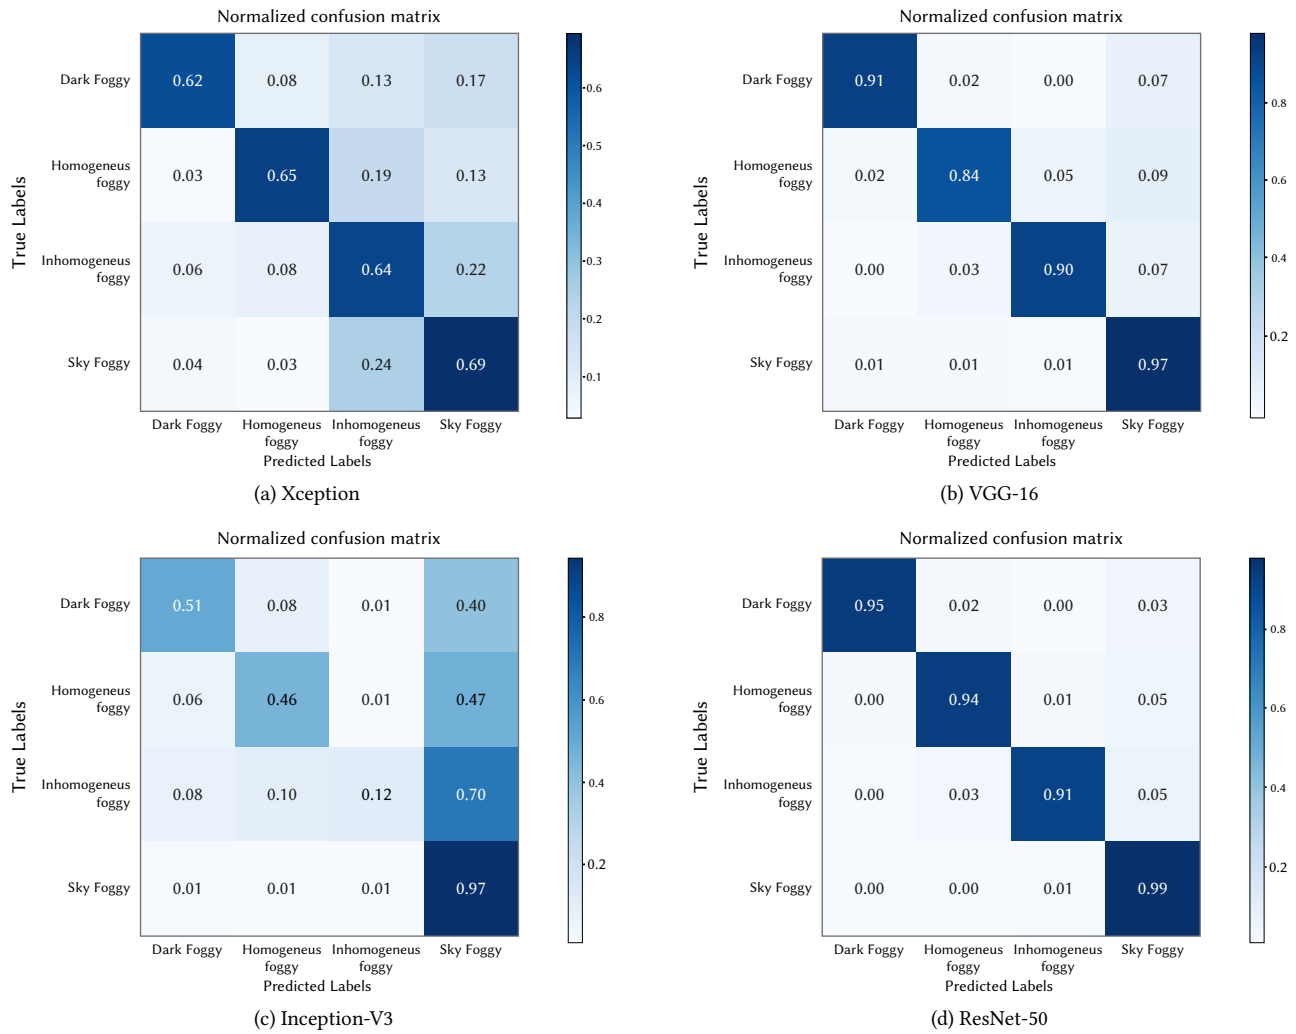 Normalized confusion matrix
True Labels
Dark Foggy 0.62 0.08 0.13 0.17
Homogeneus
foggy 0.03 0.65 0.19 0.13
Inhomogeneus
foggy 0.06 0.08 0.64 0.22
Sky Foggy 0.04 0.03 0.24 0.69
0.6
0.5
0.4
0.3
0.2
0.1
Dark Foggy Homogeneus Inhomogeneus Sky Foggy
foggy foggy
Predicted Labels
(a) Xception
Normalized confusion matrix
True Labels
Dark Foggy 0.91 0.02 0.00 0.07
Homogeneus
foggy 0.02 0.84 0.05 0.09
Inhomogeneus
foggy 0.00 0.03 0.90 0.07
Sky Foggy 0.01 0.01 0.01 0.97
0.8
0.6
0.4
0.2
Dark Foggy Homogeneus Inhomogeneus Sky Foggy
foggy foggy
Predicted Labels
(b) VGG-16
Normalized confusion matrix
True Labels
Dark Foggy 0.51 0.08 0.01 0.40
Homogeneus
foggy 0.06 0.46 0.01 0.47
Inhomogeneus
foggy 0.08 0.10 0.12 0.70
Sky Foggy 0.01 0.01 0.01 0.97
0.8
0.6
0.4
0.2
Dark Foggy Homogeneus Inhomogeneus Sky Foggy
foggy foggy
Predicted Labels
(c) Inception-V3
Normalized confusion matrix
True Labels
Dark Foggy 0.95 0.02 0.00 0.03
Homogeneus
foggy 0.00 0.94 0.01 0.05
Inhomogeneus
foggy 0.00 0.03 0.91 0.05
Sky Foggy 0.00 0.00 0.01 0.99
0.8
0.6
0.4
0.2
Dark Foggy Homogeneus Inhomogeneus Sky Foggy
foggy foggy
Predicted Labels
(d) ResNet-50